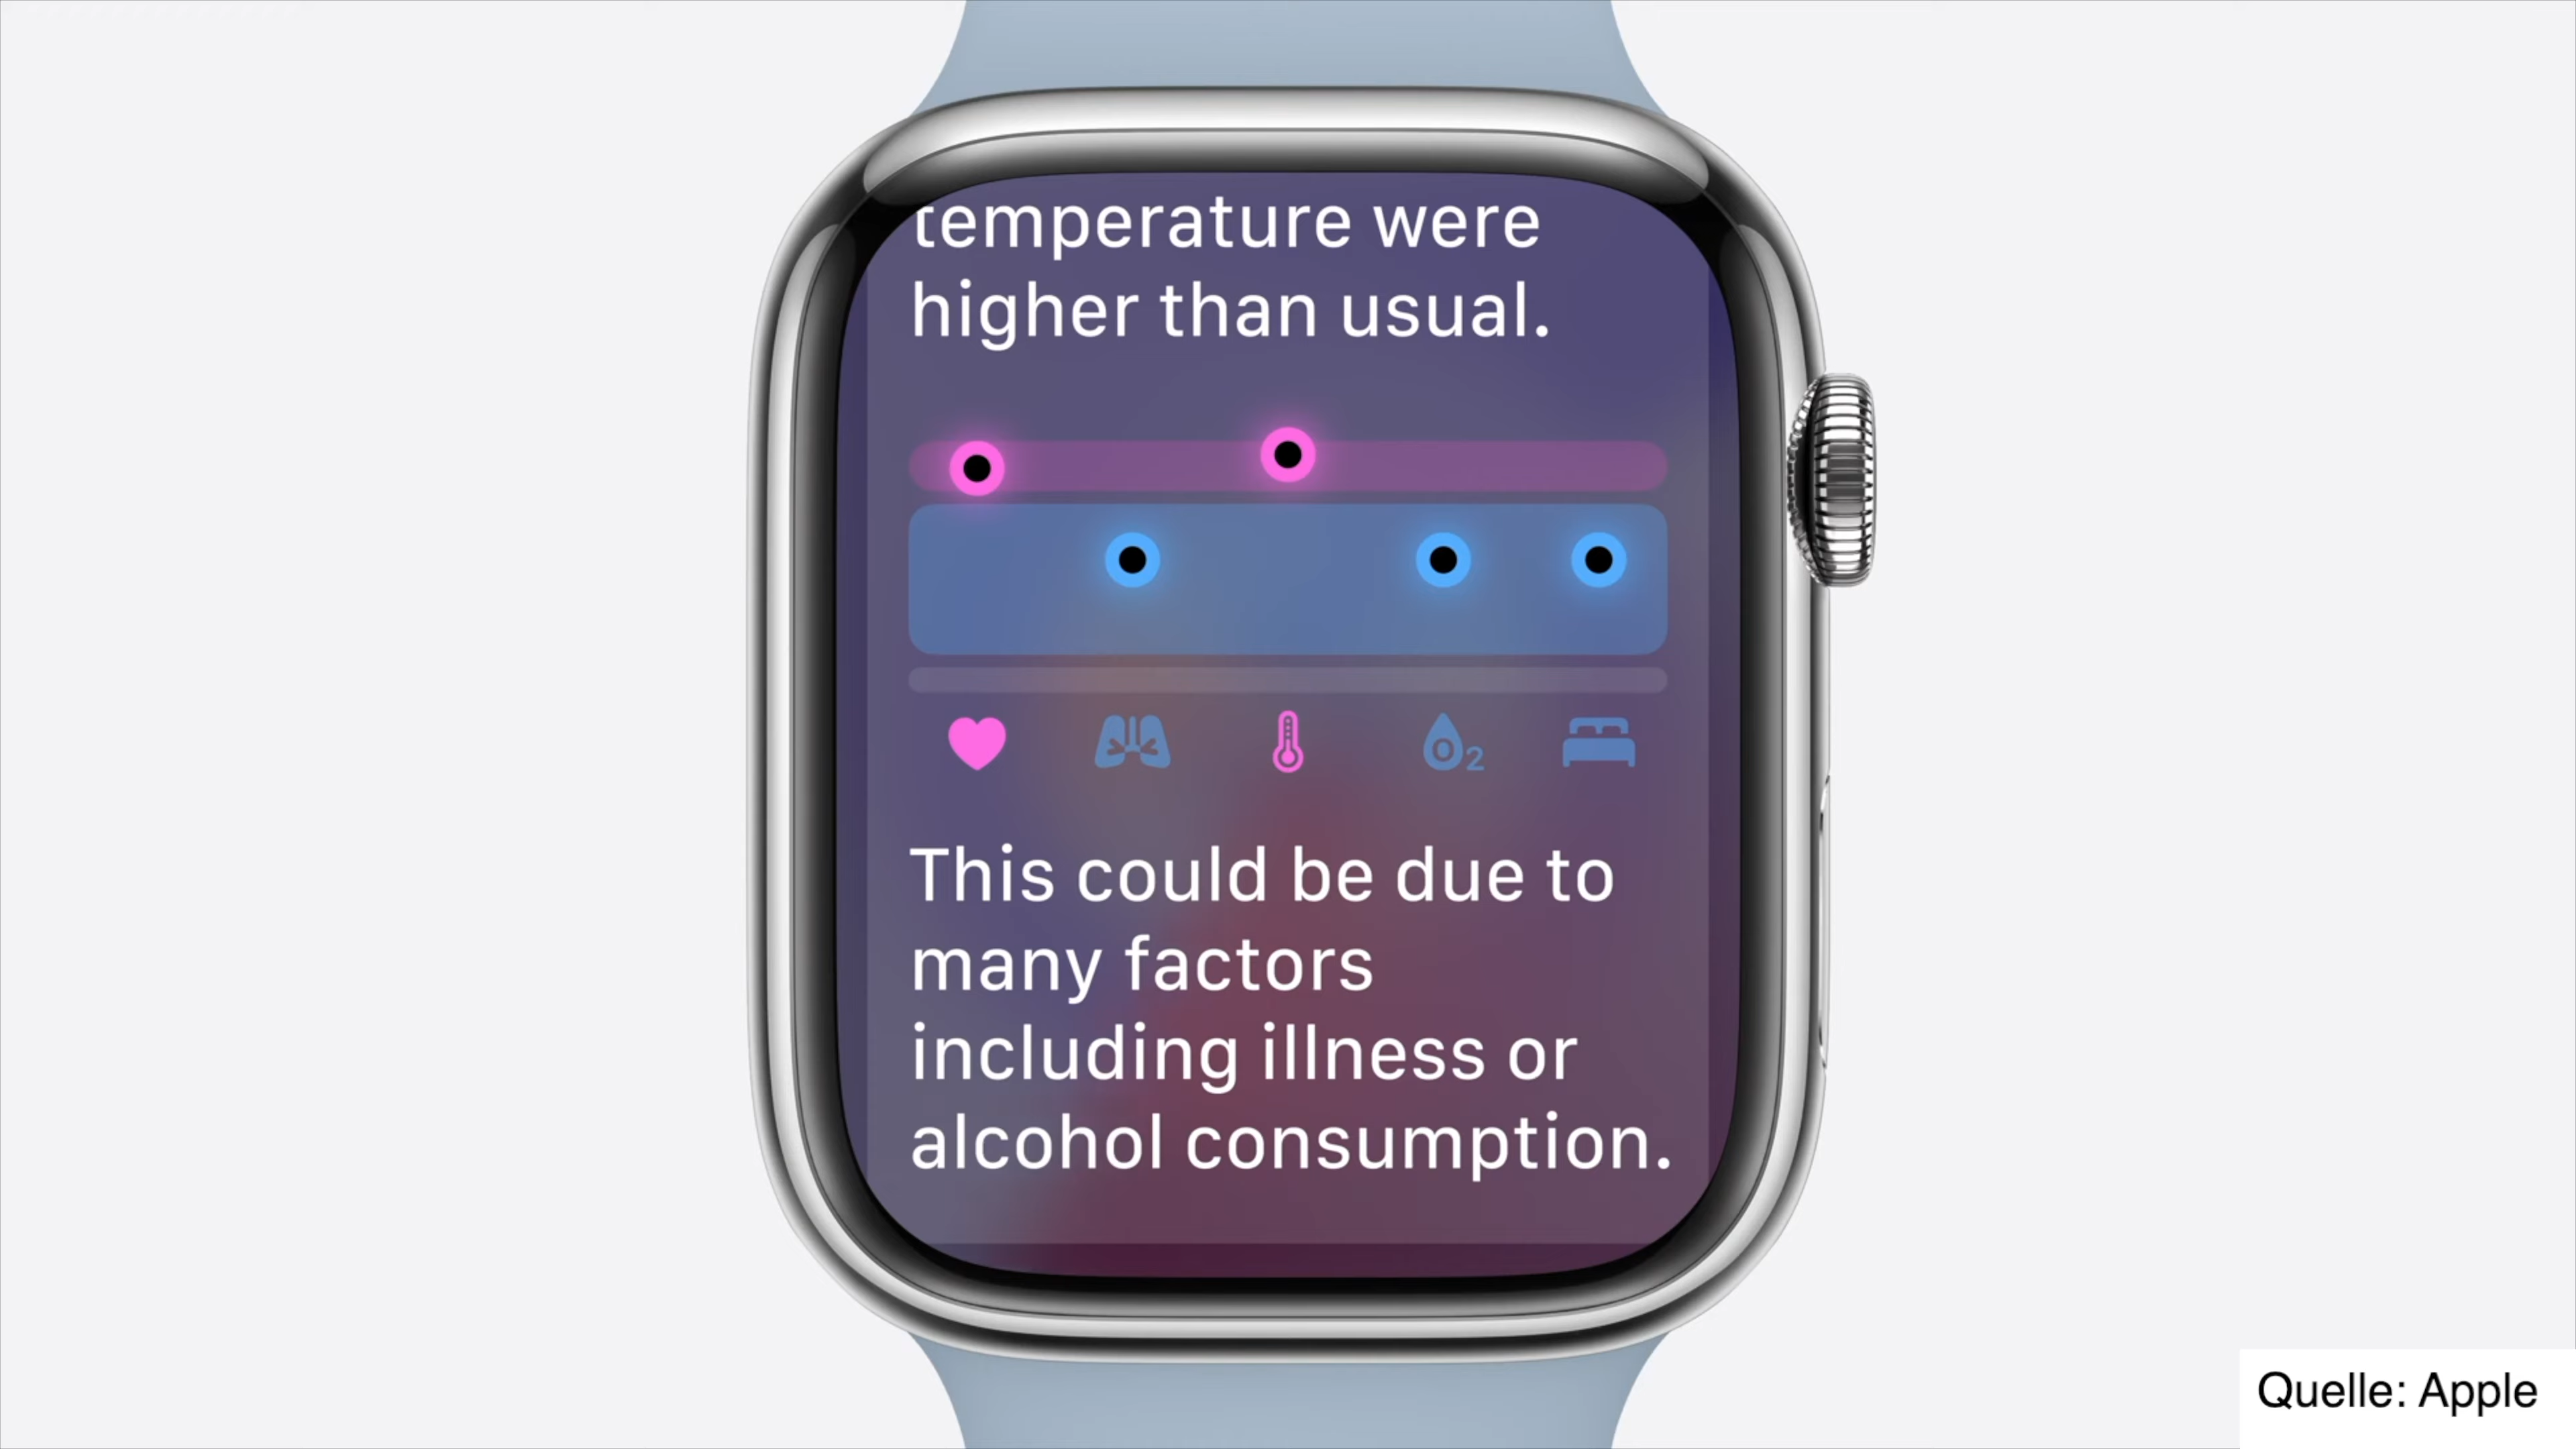 temperature were
higher than usual.
O2
This could be due to
many factors
including illness or
alcohol consumption.
Quelle: Apple